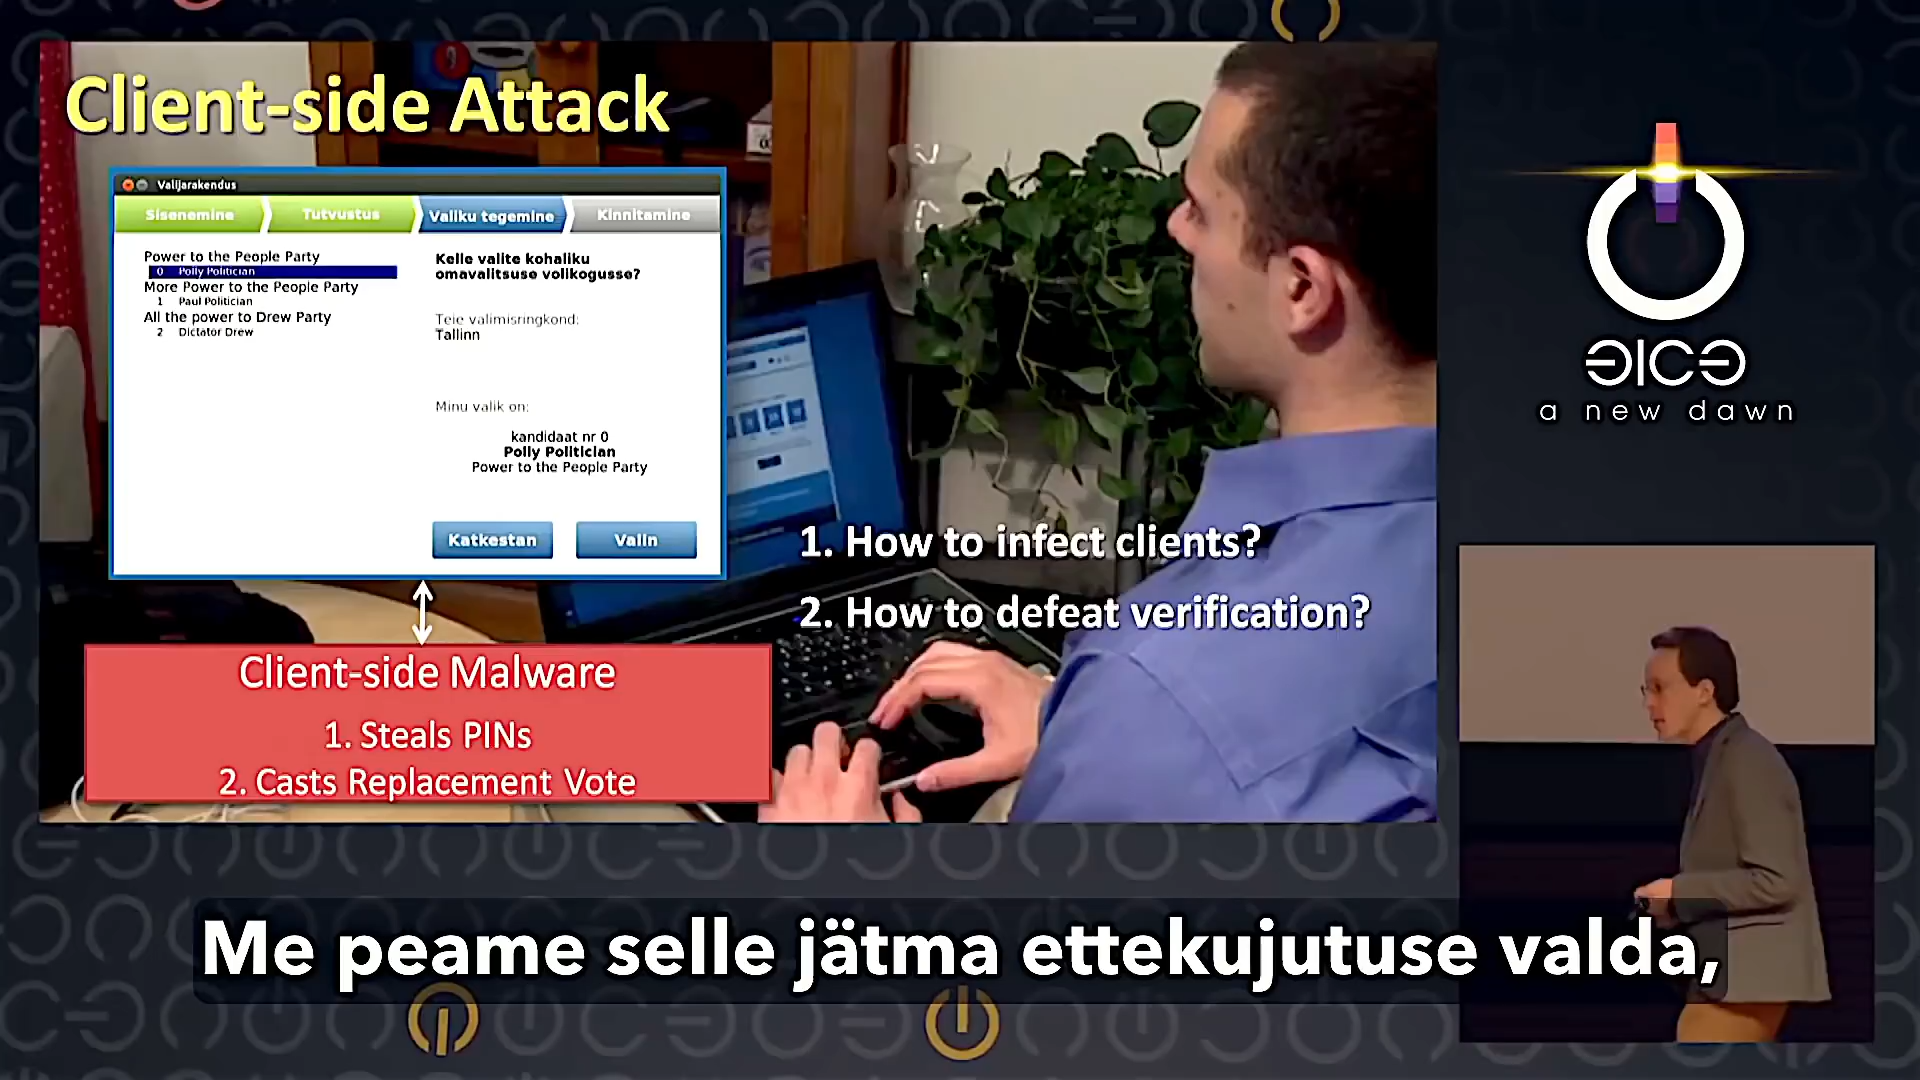 Client-side Attack
Valijarakendus
Sisenemine
Tutvustus
Valiku tegemine
Kinnitamine
Power to the People Party
0 Polly Politician
More Power to the People Party
1 Paul Politician
All the power to Drew Party
2 Dictator Drew
Kelle valite kohaliku
omavalitsuse volikogusse?
Teie valimisringkond:
Tallinn
Minu valik on:
kandidaat nr 0
Polly Politician
Power to the People Party
Katkestan
Valin
1. How to infect clients?
2. How to defeat verification?
Client-side Malware
1. Steals PINs
2. Casts Replacement Vote
a new dawn
Me peame selle jätma ettekujutuse valda,